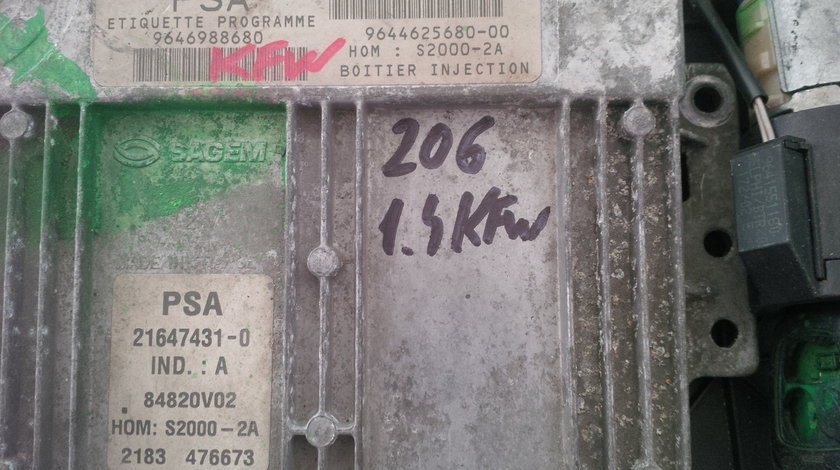 PSA
ETIQUETTE PROGRAMME
9646988680
9644625680-00
HOM : S2000-2A
BOITIER INJECTION
KFW
SAGEM
206
1.4 KFW
PSA
21647431-0
IND. : A
84820V02
HOM: S2000-2A
2183 476673